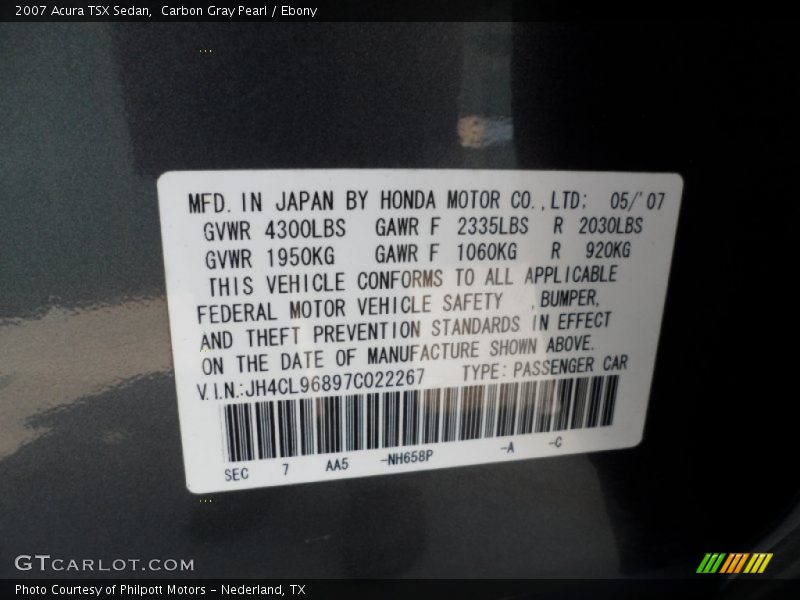 2007 Acura TSX Sedan,  Carbon Gray Pearl / Ebony
MFD. IN JAPAN BY HONDA MOTOR CO.,LTD; 05/'07
GVWR 4300LBS GAWR F 2335LBS R 2030LBS
GVWR 1950KG GAWR F 1060KG R 920KG
THIS VEHICLE CONFORMS TO ALL APPLICABLE
FEDERAL MOTOR VEHICLE SAFETY ,BUMPER,
AND THEFT PREVENTION STANDARDS IN EFFECT
ON THE DATE OF MANUFACTURE SHOWN ABOVE.
V.I.N.:JH4CL96897C022267 TYPE:PASSENGER CAR
SEC 7 AA5 -NH658P -A -C
GTCARLOT.COM
Photo Courtesy of Philpott Motors - Nederland, TX